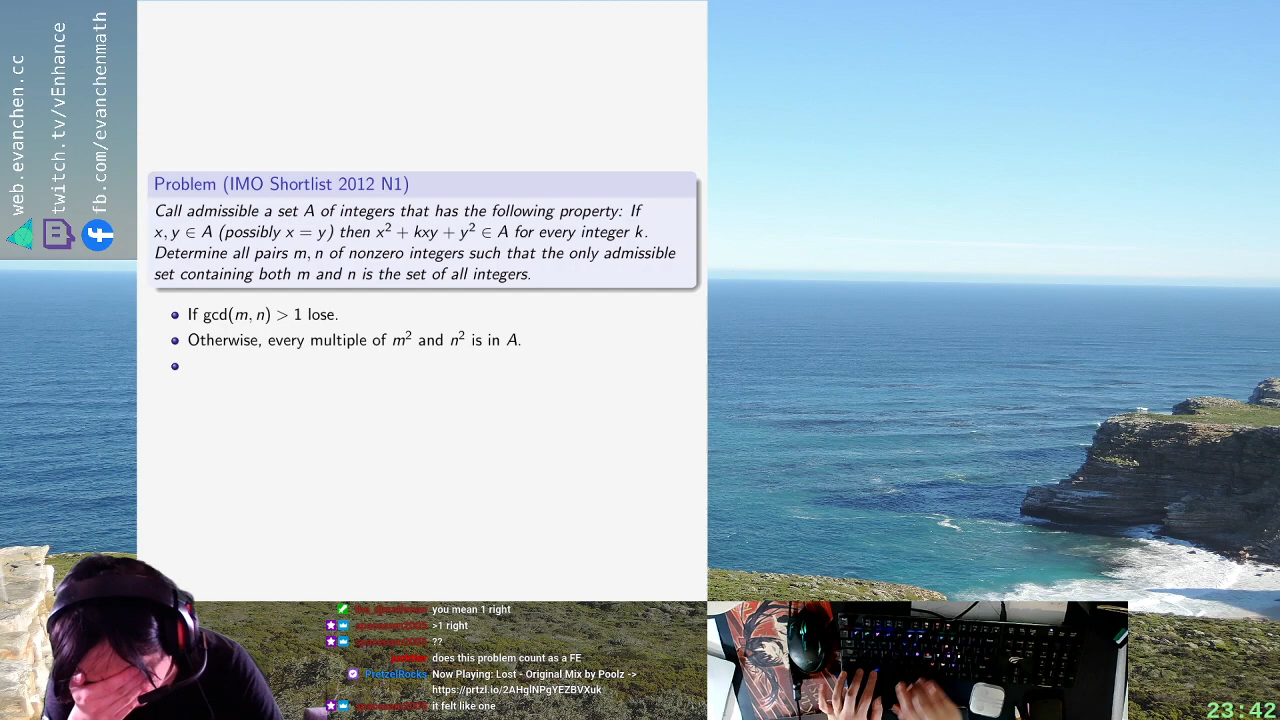 web.evanchen.cc
twitch.tv/vEnhance
fb.com/evanchenmath
Problem (IMO Shortlist 2012 N1)
Call admissible a set A of integers that has the following property: If
x, y ∈ A (possibly x = y) then x² + kxy + y² ∈ A for every integer k.
Determine all pairs m, n of nonzero integers such that the only admissible
set containing both m and n is the set of all integers.
If gcd(m, n) > 1 lose.
Otherwise, every multiple of m² and n² is in A.
you mean 1 right
>1 right
??
does this problem count as a FE
PretzelRocks Now Playing: Lost - Original Mix by Poolz ->
https://prtzl.io/2AHglNPgYEZBVXuk
it felt like one
23:42